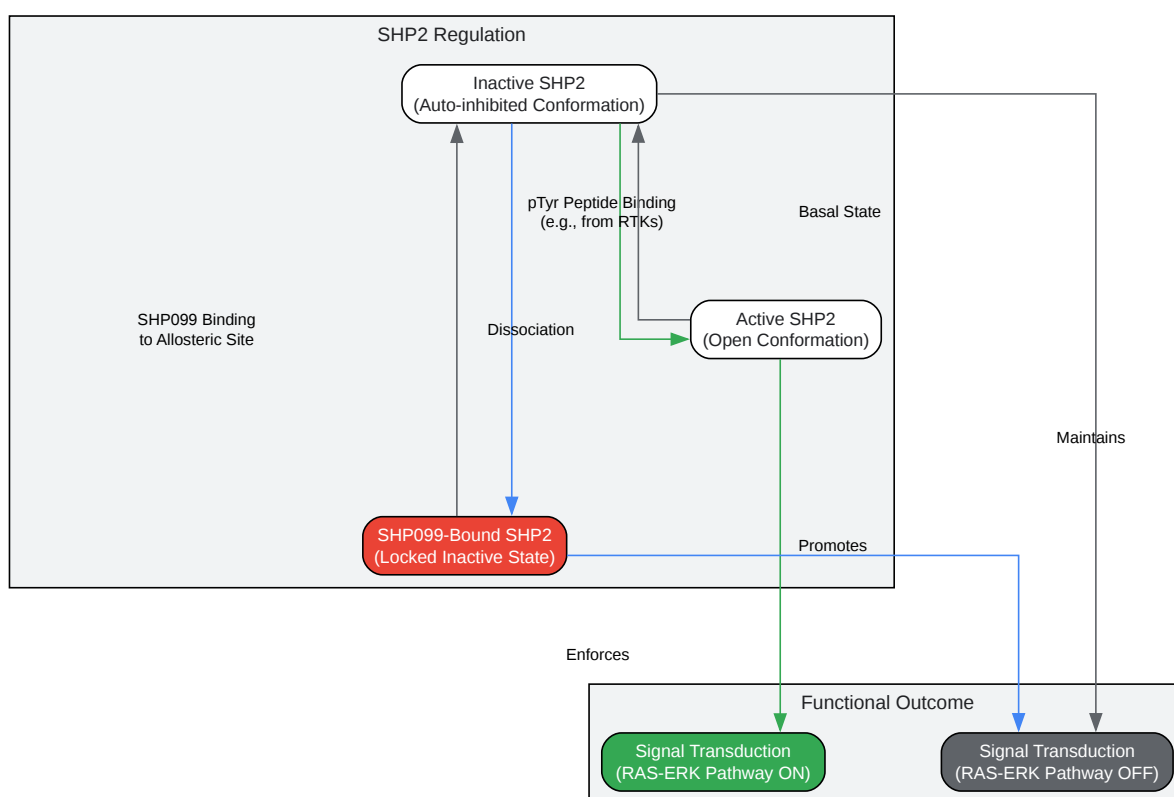 SHP2 Regulation
Inactive SHP2
(Auto-inhibited Conformation)
pTyr Peptide Binding
(e.g., from RTKs)
Basal State
SHP099 Binding
to Allosteric Site
Dissociation
Active SHP2
(Open Conformation)
Maintains
SHP099-Bound SHP2
(Locked Inactive State)
Promotes
Enforces
Functional Outcome
Signal Transduction
(RAS-ERK Pathway ON)
Signal Transduction
(RAS-ERK Pathway OFF)